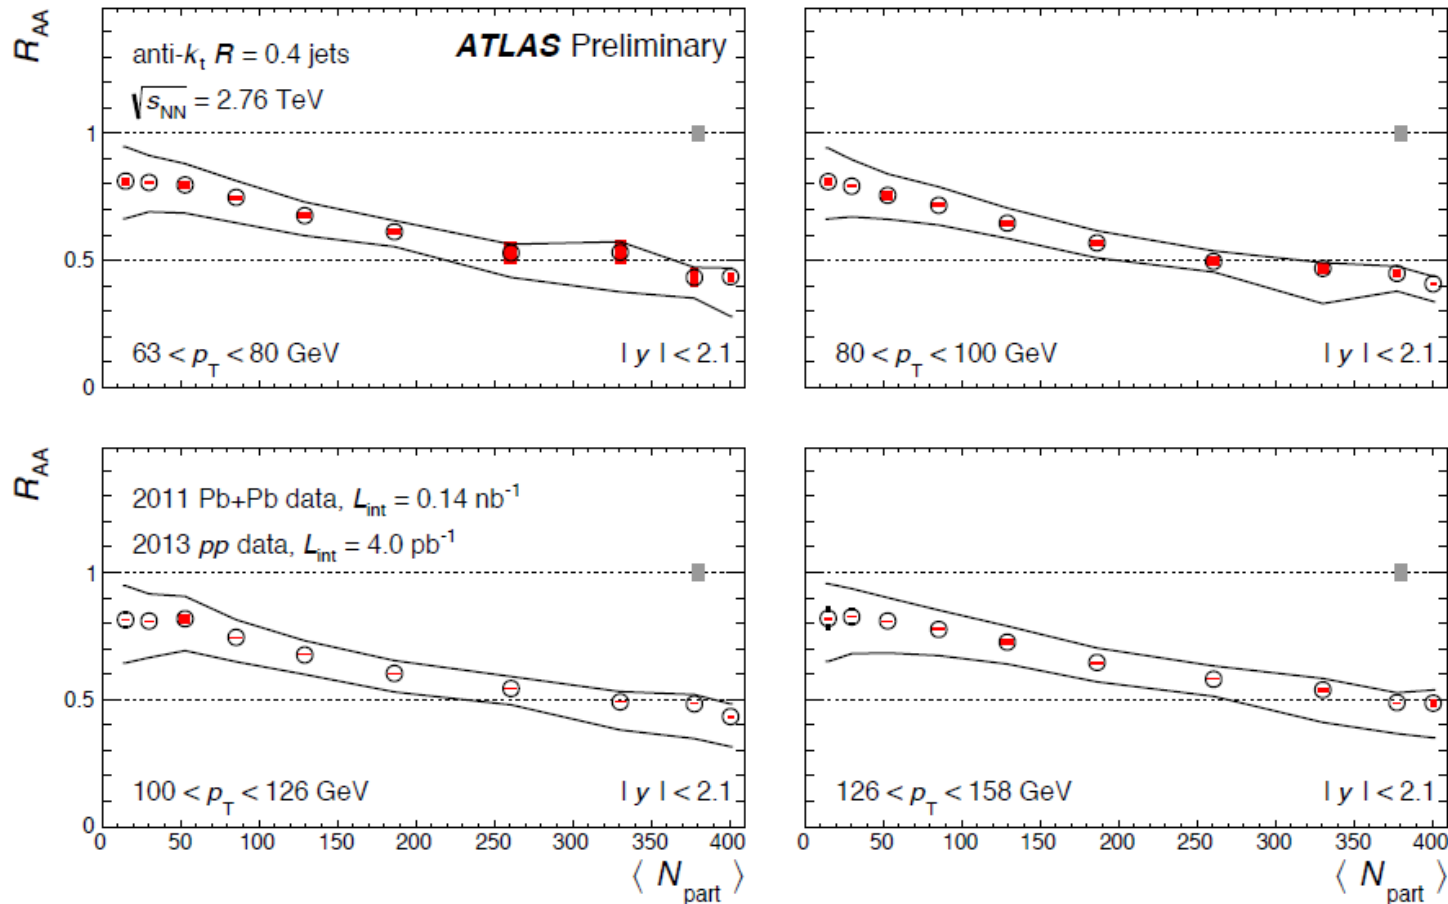 R_AA
anti-k_t R = 0.4 jets
√s_NN = 2.76 TeV
ATLAS Preliminary
1
0.5
0
63 < p_T < 80 GeV
| y | < 2.1
80 < p_T < 100 GeV
| y | < 2.1
R_AA
2011 Pb+Pb data, L_int = 0.14 nb^-1
2013 pp data, L_int = 4.0 pb^-1
1
0.5
0
100 < p_T < 126 GeV
| y | < 2.1
126 < p_T < 158 GeV
| y | < 2.1
0 50 100 150 200 250 300 350 400
0 50 100 150 200 250 300 350 400
⟨ N_part ⟩
⟨ N_part ⟩